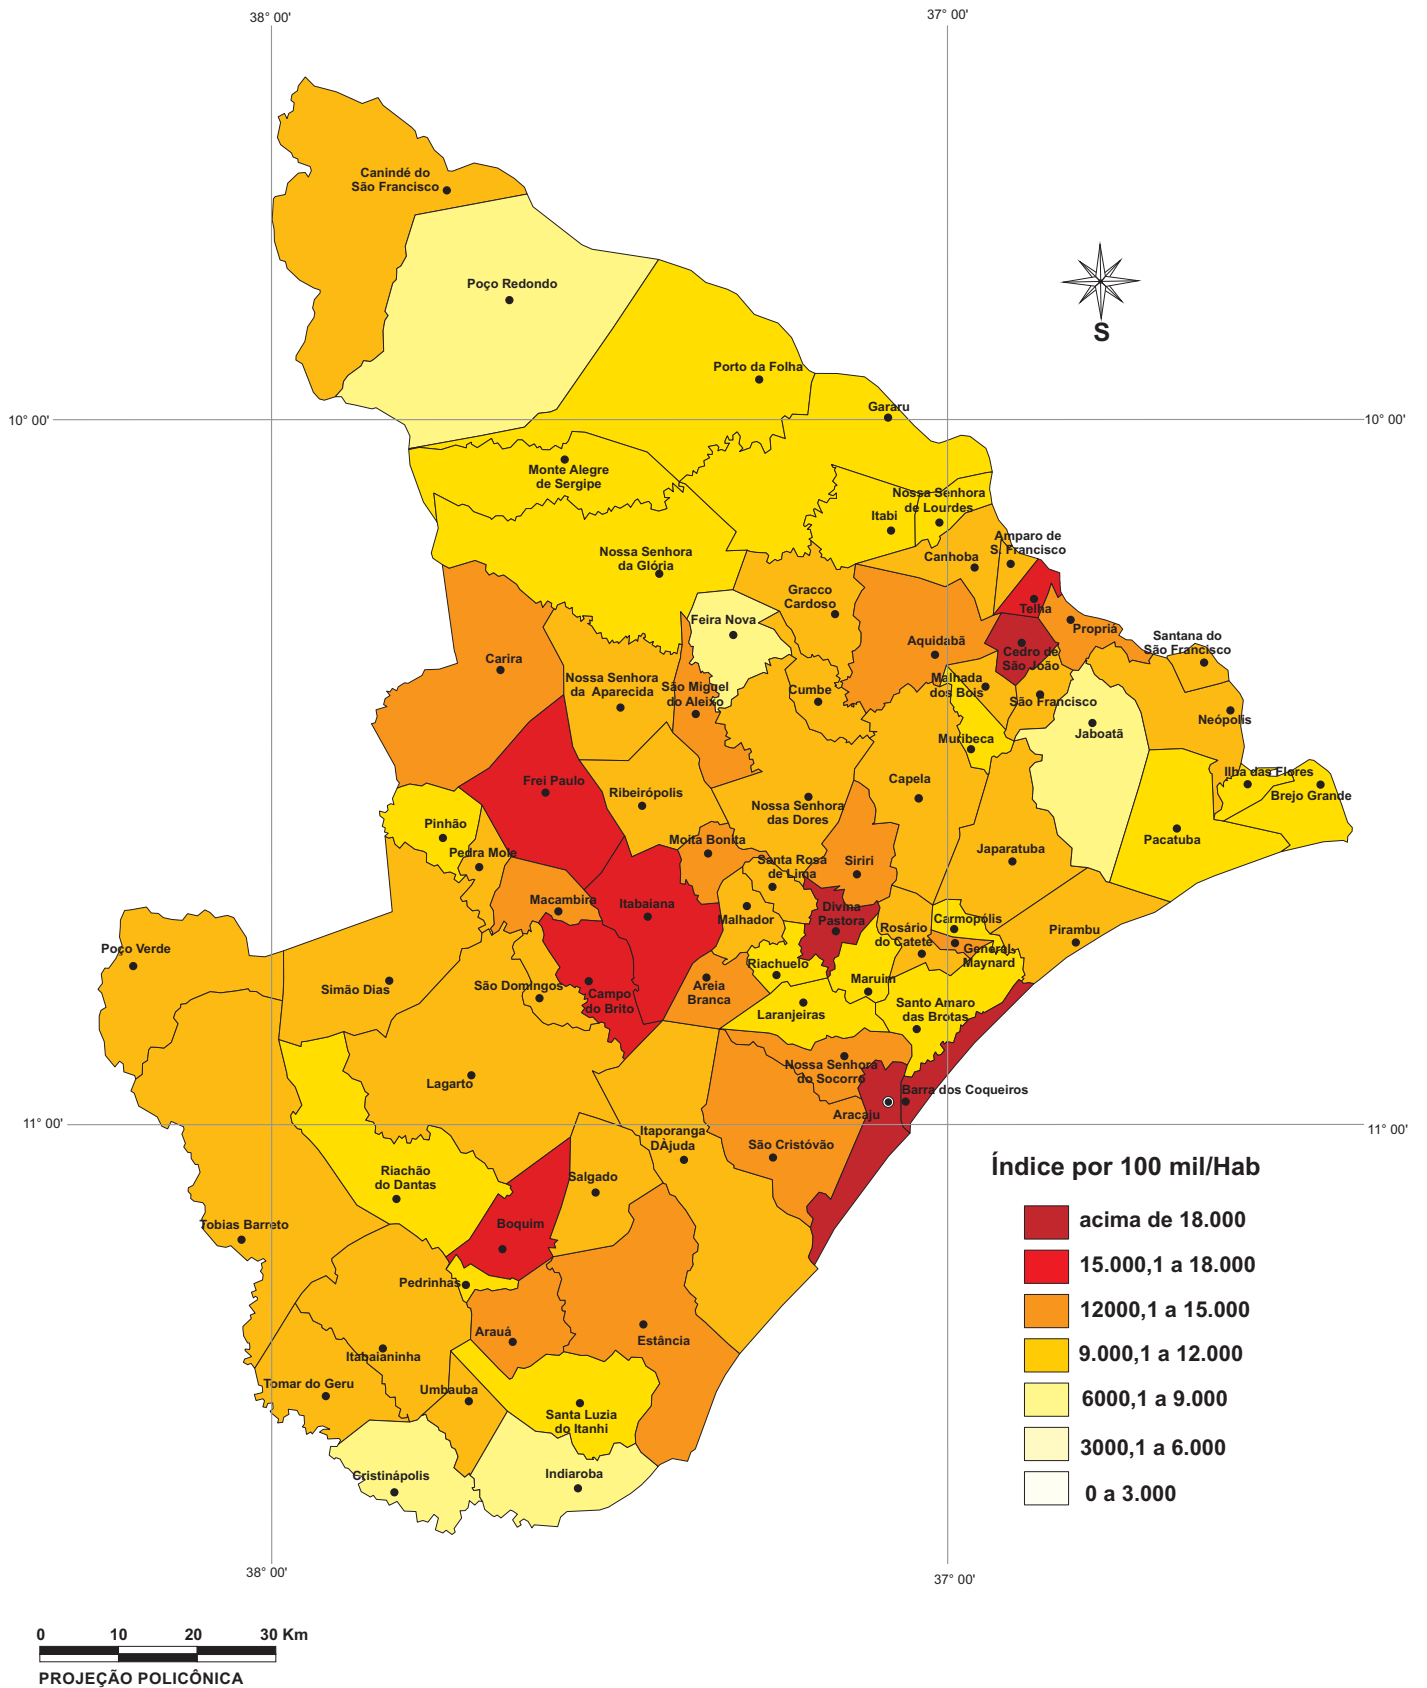 38° 00'
37° 00'
Canindé do
São Francisco
Poço Redondo
S
Porto da Folha
Gararu
10° 00'
10° 00'
Monte Alegre
de Sergipe
Nossa Senhora
de Lourdes
Itabi
Amparo de
S. Francisco
Canhoba
Nossa Senhora
da Glória
Gracco
Cardoso
Telha
Feira Nova
Propriá
Santana do
São Francisco
Aquidabã
Cedro de
São João
Carira
Nossa Senhora
da Aparecida
São Miguel
do Aleixo
Cumbe
Malhada
dos Bois
São Francisco
Neópolis
Jaboatã
Muribeca
Ilha das Flores
Brejo Grande
Frei Paulo
Ribeirópolis
Capela
Nossa Senhora
das Dores
Pinhão
Pedra Mole
Moita Bonita
Pacatuba
Japaratuba
Santa Rosa
de Lima
Siriri
Macambira
Itabaiana
Malhador
Divina
Pastora
Carmopólis
Rosário
do Catete
Pirambu
General
Maynard
Poço Verde
Simão Dias
São Domingos
Campo
do Brito
Areia
Branca
Riachuelo
Maruim
Laranjeiras
Santo Amaro
das Brotas
Lagarto
Nossa Senhora
do Socorro
Barra dos Coqueiros
Aracaju
11° 00'
11° 00'
Itaporanga
DÀjuda
São Cristóvão
Riachão
do Dantas
Salgado
Tobias Barreto
Boquim
Pedrinhas
Arauá
Estância
Itabaianinha
Tomar do Geru
Umbauba
Santa Luzia
do Itanhi
Cristinápolis
Indiaroba
Índice por 100 mil/Hab
acima de 18.000
15.000,1 a 18.000
12000,1 a 15.000
9.000,1 a 12.000
6000,1 a 9.000
3000,1 a 6.000
0 a 3.000
38° 00'
37° 00'
0 10 20 30 Km
PROJEÇÃO POLICÔNICA